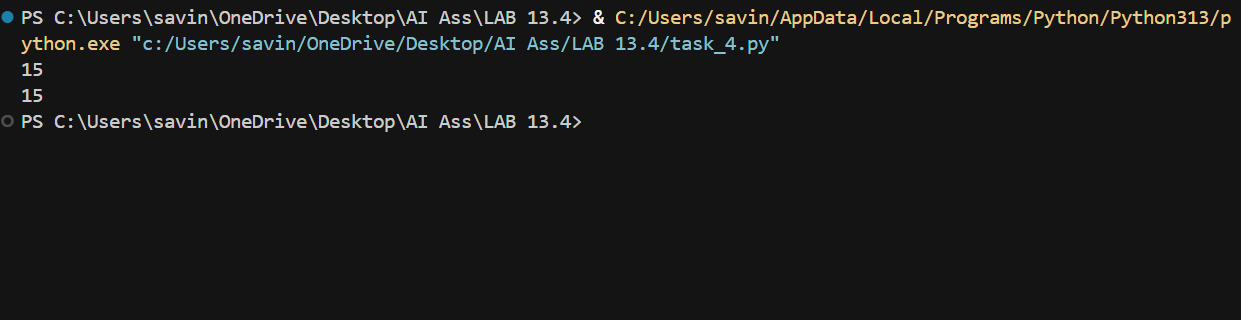 PS C:\Users\savin\OneDrive\Desktop\AI Ass\LAB 13.4> & C:/Users/savin/AppData/Local/Programs/Python/Python313/p
ython.exe "c:/Users/savin/OneDrive/Desktop/AI Ass/LAB 13.4/task_4.py"
15
15
PS C:\Users\savin\OneDrive\Desktop\AI Ass\LAB 13.4>